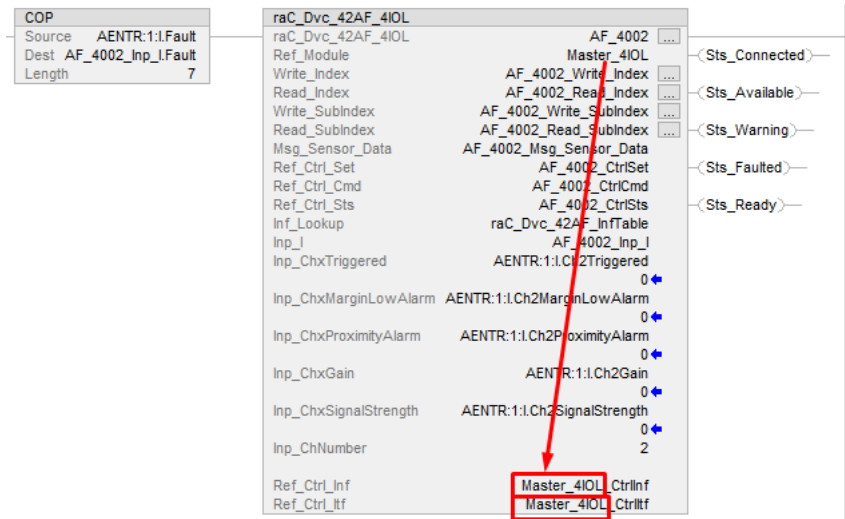 COP
Source AENTR:1:I.Fault
Dest AF_4002_Inp_I.Fault
Length 7
raC_Dvc_42AF_4IOL
raC_Dvc_42AF_4IOL AF_4002 ...
Ref_Module Master_4IOL
Write_Index AF_4002_Write_Index ...
Read_Index AF_4002_Read_Index ...
Write_SubIndex AF_4002_Write_SubIndex ...
Read_SubIndex AF_4002_Read_SubIndex ...
Msg_Sensor_Data AF_4002_Msg_Sensor_Data
Ref_Ctrl_Set AF_4002_CtrlSet
Ref_Ctrl_Cmd AF_4002_CtrlCmd
Ref_Ctrl_Sts AF_4002_CtrlSts
Inf_Lookup raC_Dvc_42AF_InfTable
Inp_I AF_4002_Inp_I
Inp_ChxTriggered AENTR:1:I.Ch2Triggered
0
Inp_ChxMarginLowAlarm AENTR:1:I.Ch2MarginLowAlarm
0
Inp_ChxProximityAlarm AENTR:1:I.Ch2ProximityAlarm
0
Inp_ChxGain AENTR:1:I.Ch2Gain
0
Inp_ChxSignalStrength AENTR:1:I.Ch2SignalStrength
0
Inp_ChNumber 2
Ref_Ctrl_Inf Master_4IOL_CtrlInf
Ref_Ctrl_Itf Master_4IOL_CtrlItf
Sts_Connected
Sts_Available
Sts_Warning
Sts_Faulted
Sts_Ready